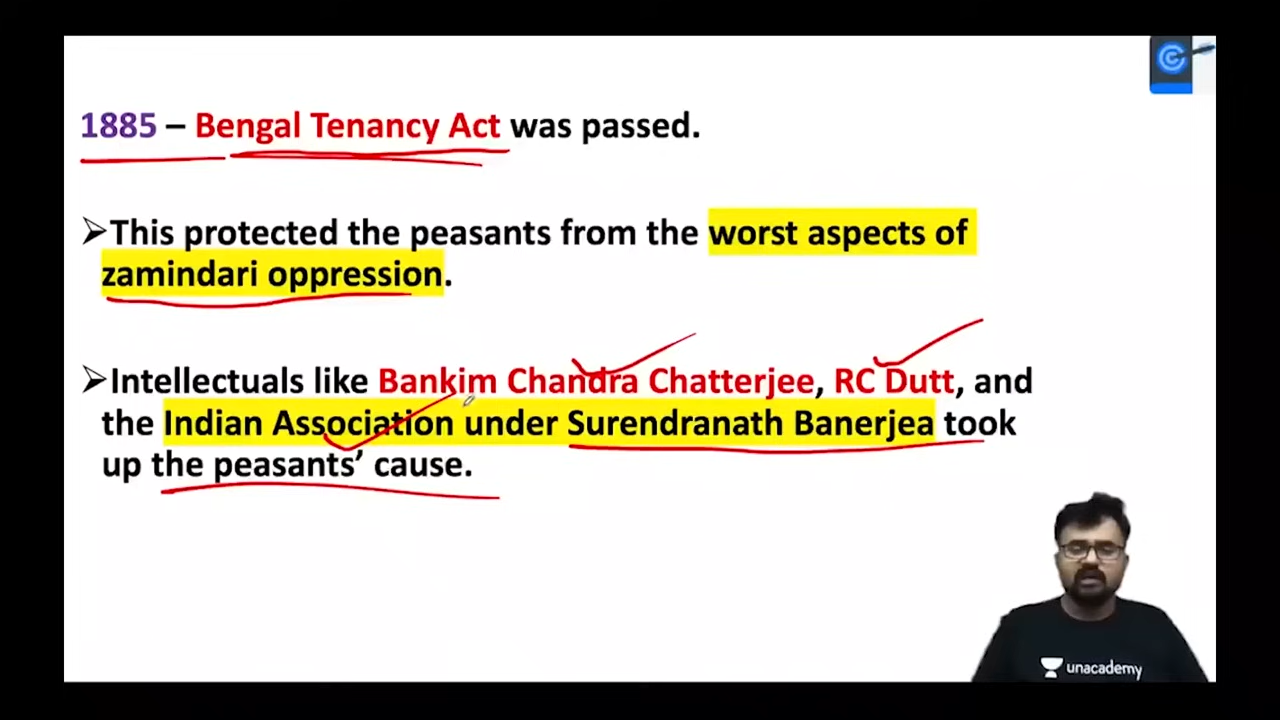 1885 – Bengal Tenancy Act was passed.
➢This protected the peasants from the worst aspects of
zamindari oppression.
➢Intellectuals like Bankim Chandra Chatterjee, RC Dutt, and
the Indian Association under Surendranath Banerjea took
up the peasants’ cause.
unacademy